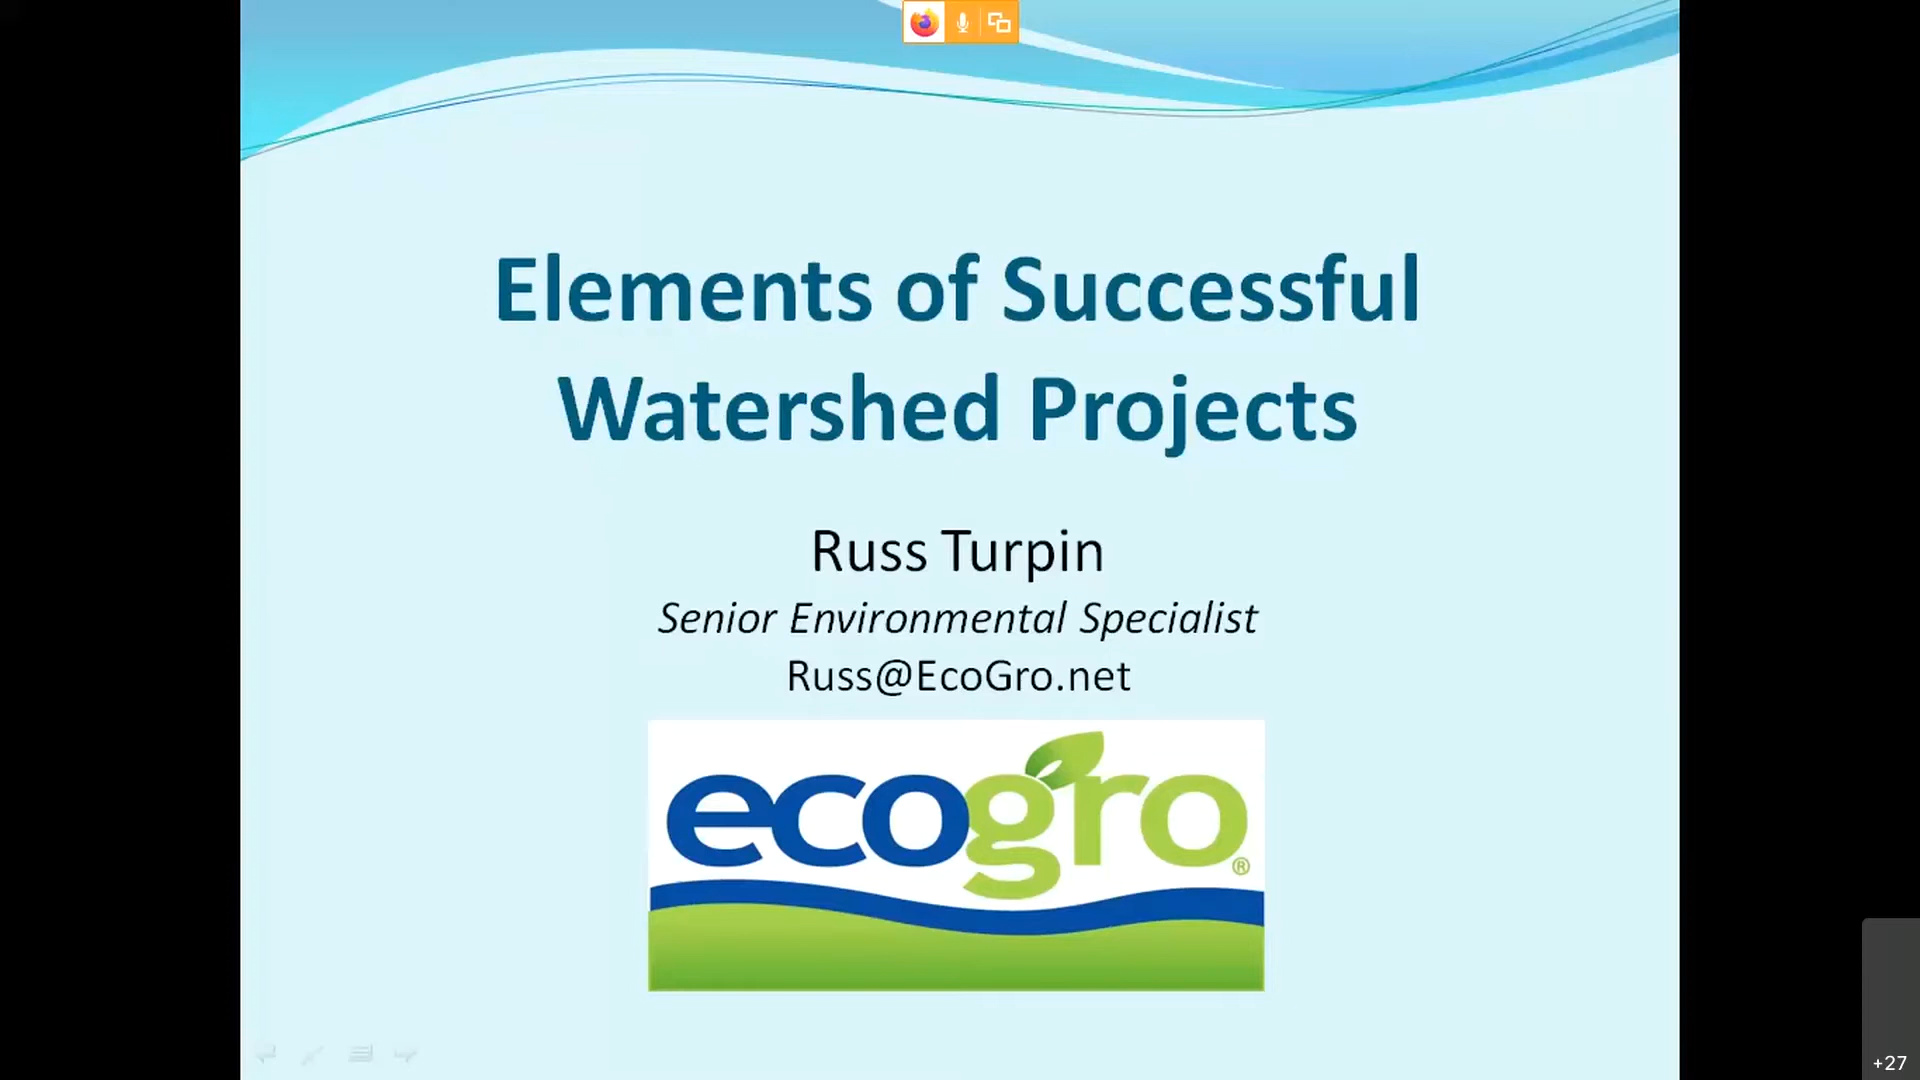 Elements of Successful
Watershed Projects
Russ Turpin
Senior Environmental Specialist
Russ@EcoGro.net
ecogro®
+27